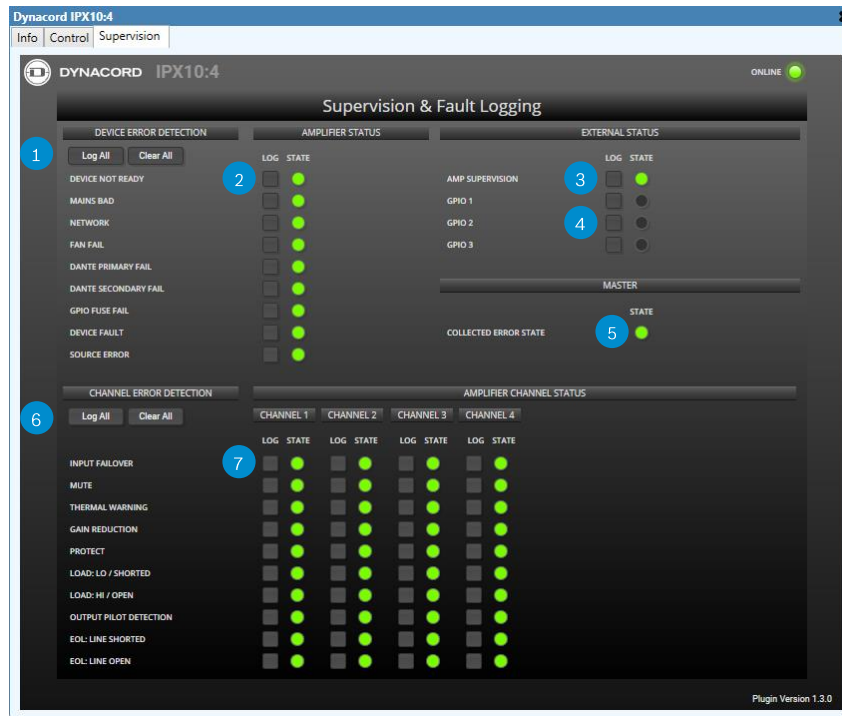 Dynacord IPX10:4
Info Control Supervision
DYNACORD IPX10:4 ONLINE
Supervision & Fault Logging
DEVICE ERROR DETECTION AMPLIFIER STATUS EXTERNAL STATUS
1 Log All Clear All LOG STATE LOG STATE
DEVICE NOT READY 2 AMP SUPERVISION 3
MAINS BAD GPIO 1
NETWORK GPIO 2 4
FAN FAIL GPIO 3
DANTE PRIMARY FAIL
DANTE SECONDARY FAIL MASTER
GPIO FUSE FAIL STATE
DEVICE FAULT COLLECTED ERROR STATE 5
SOURCE ERROR
CHANNEL ERROR DETECTION AMPLIFIER CHANNEL STATUS
6 Log All Clear All CHANNEL 1 CHANNEL 2 CHANNEL 3 CHANNEL 4
LOG STATE LOG STATE LOG STATE LOG STATE
INPUT FAILOVER 7
MUTE
THERMAL WARNING
GAIN REDUCTION
PROTECT
LOAD: LO / SHORTED
LOAD: HI / OPEN
OUTPUT PILOT DETECTION
EOL: LINE SHORTED
EOL: LINE OPEN
Plugin Version 1.3.0